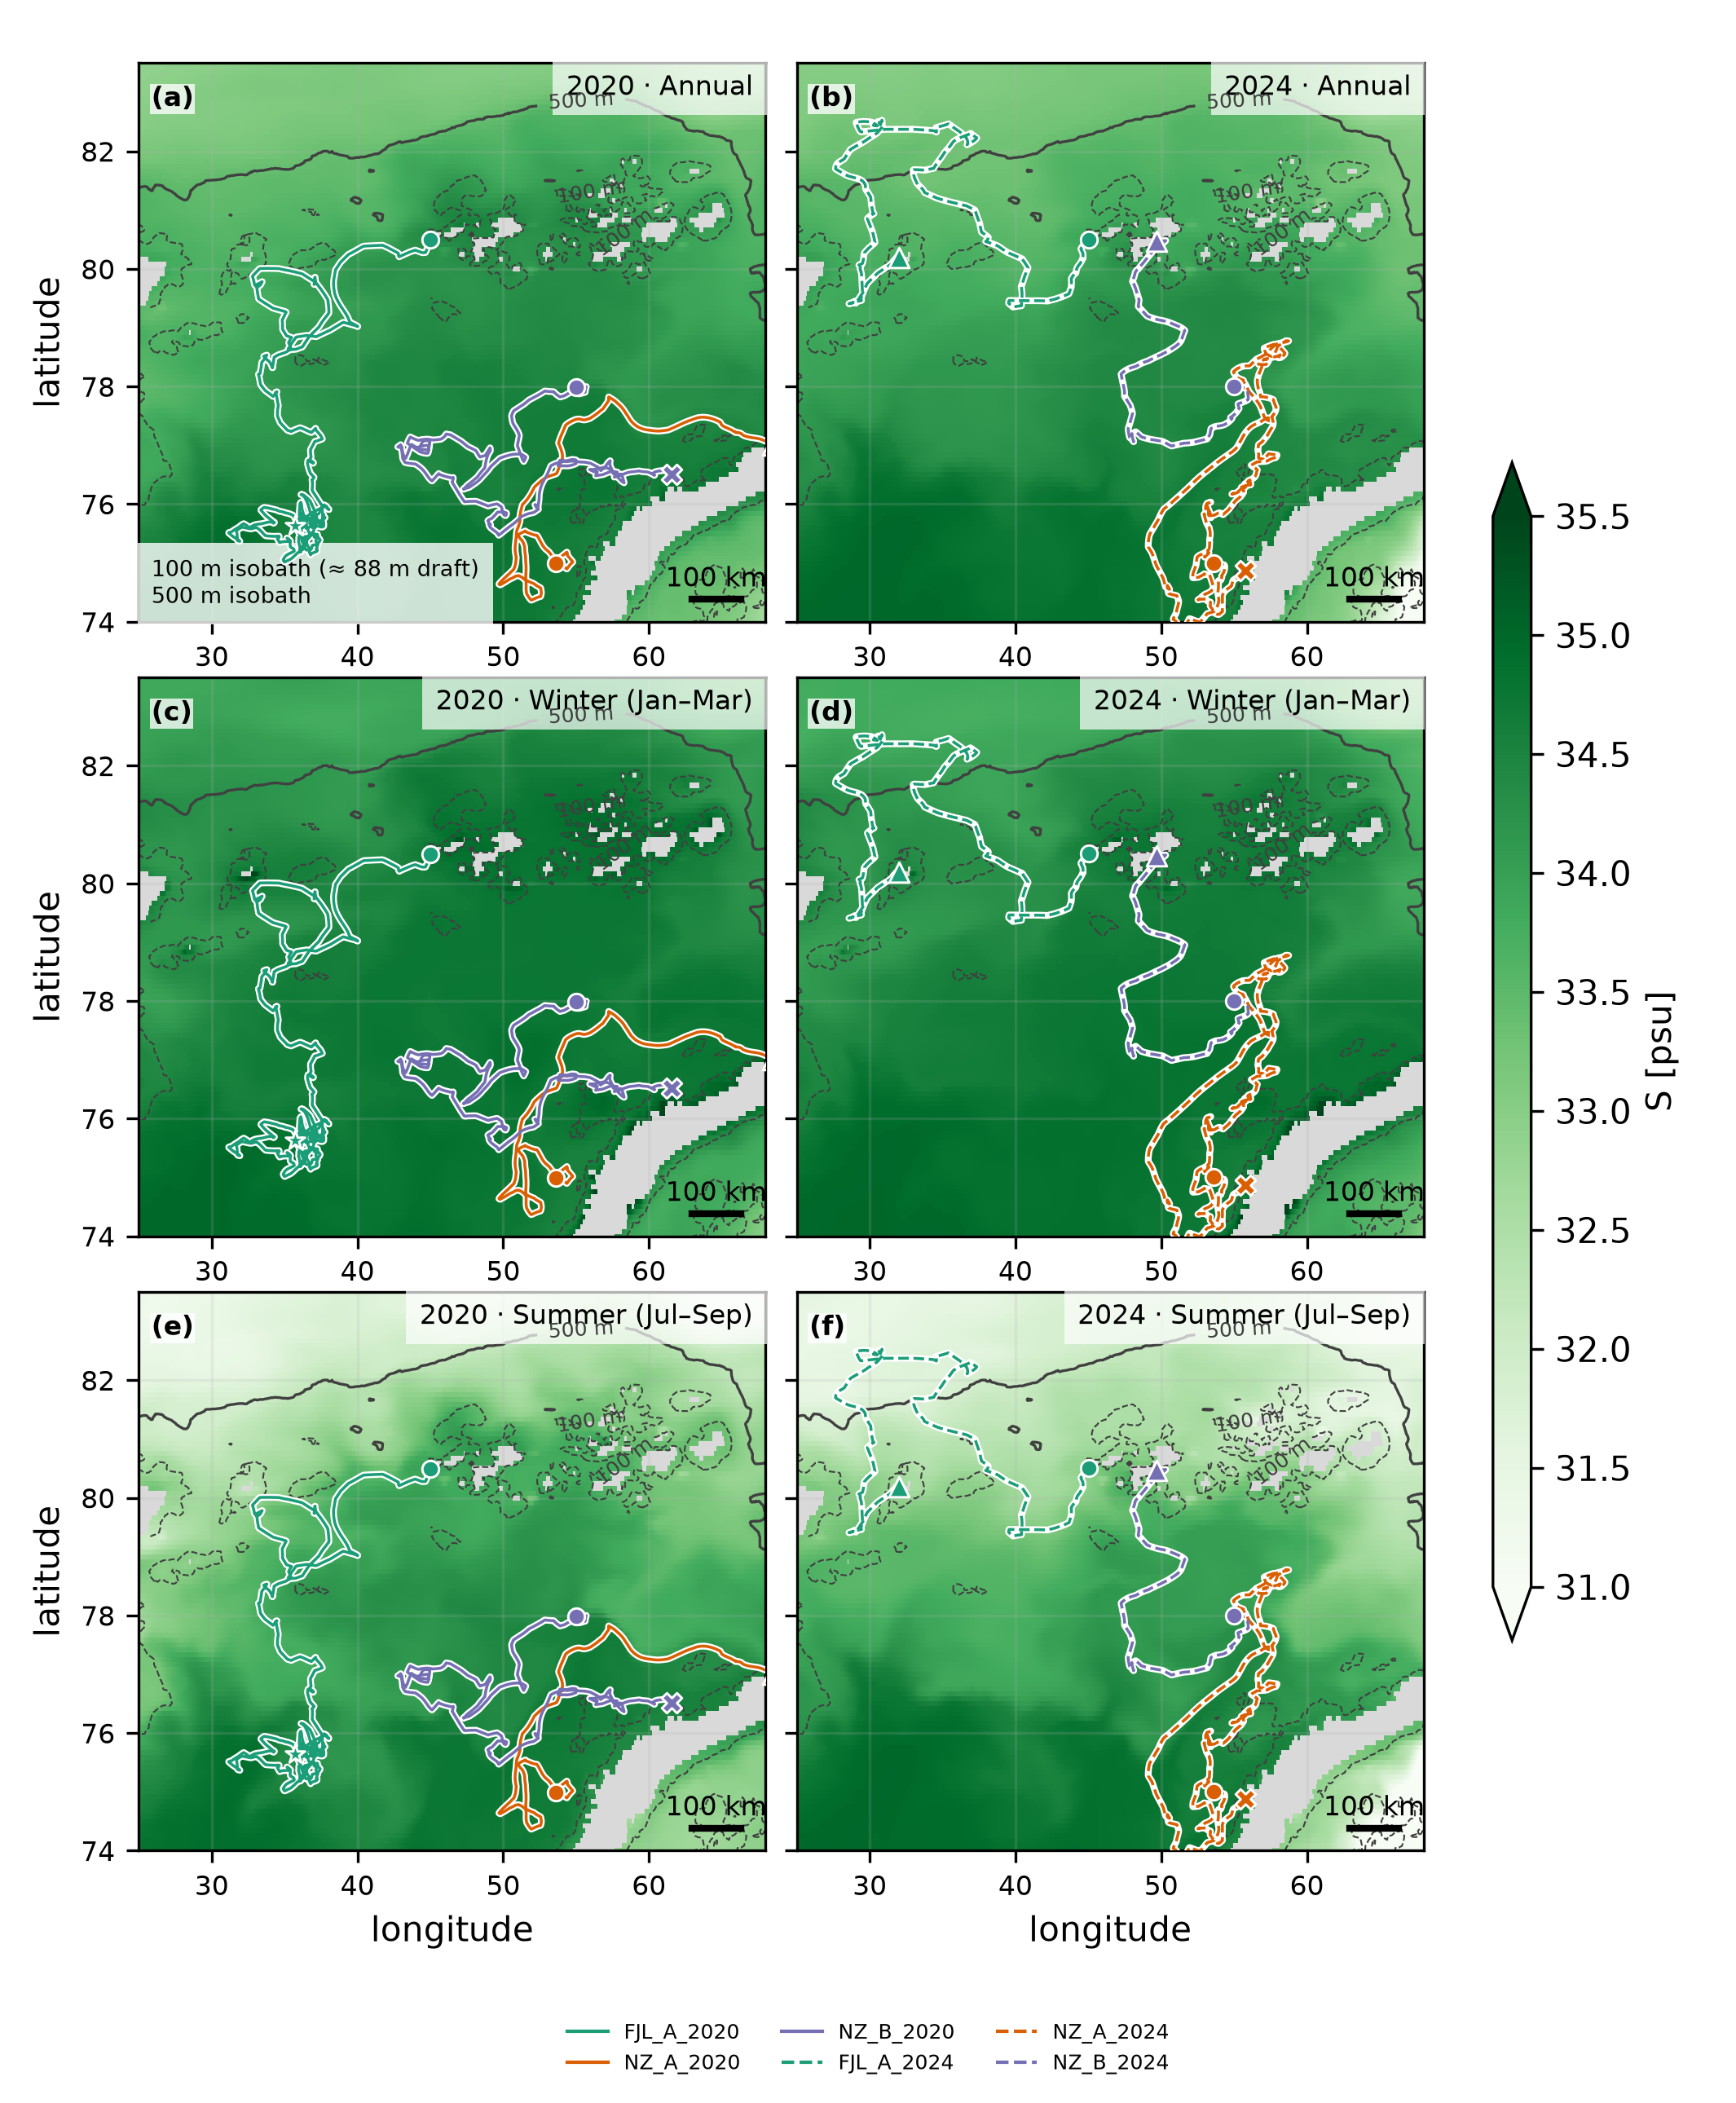 (a)
2020 · Annual
500 m
100 m
100 m
100 m isobath (≈ 88 m draft)
500 m isobath
100 km
latitude
82
80
78
76
74
30
40
50
60
(b)
2024 · Annual
500 m
100 m
100 m
100 km
30
40
50
60
(c)
2020 · Winter (Jan–Mar)
500 m
100 m
100 m
100 km
latitude
82
80
78
76
74
30
40
50
60
(d)
2024 · Winter (Jan–Mar)
500 m
100 m
100 m
100 km
30
40
50
60
(e)
2020 · Summer (Jul–Sep)
500 m
100 m
100 m
100 km
latitude
82
80
78
76
74
30
40
50
60
longitude
(f)
2024 · Summer (Jul–Sep)
500 m
100 m
100 m
100 km
30
40
50
60
longitude
35.5
35.0
34.5
34.0
33.5
33.0
32.5
32.0
31.5
31.0
S [psu]
FJL_A_2020
NZ_A_2020
NZ_B_2020
FJL_A_2024
NZ_A_2024
NZ_B_2024